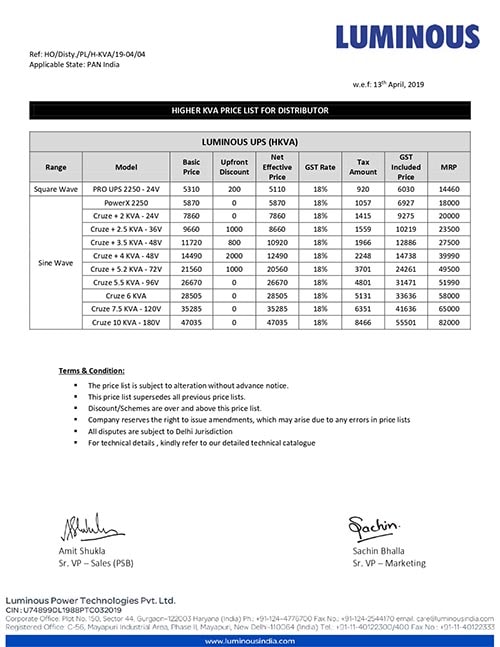 LUMINOUS
Ref: HO/Disty./PL/H-KVA/19-04/04
Applicable State: PAN India
w.e.f: 13th April, 2019
HIGHER KVA PRICE LIST FOR DISTRIBUTOR
LUMINOUS UPS (HKVA)
Range Model Basic Price Upfront Discount Net Effective Price GST Rate Tax Amount GST Included Price MRP
Square Wave PRO UPS 2250 - 24V 5310 200 5110 18% 920 6030 14460
Sine Wave
PowerX 2250 5870 0 5870 18% 1057 6927 18000
Cruze + 2 KVA - 24V 7860 0 7860 18% 1415 9275 20000
Cruze + 2.5 KVA - 36V 9660 1000 8660 18% 1559 10219 23500
Cruze + 3.5 KVA - 48V 11720 800 10920 18% 1966 12886 27500
Cruze + 4 KVA - 48V 14490 2000 12490 18% 2248 14738 39990
Cruze + 5.2 KVA - 72V 21560 1000 20560 18% 3701 24261 49500
Cruze 5.5 KVA - 96V 26670 0 26670 18% 4801 31471 51990
Cruze 6 KVA 28505 0 28505 18% 5131 33636 58000
Cruze 7.5 KVA - 120V 35285 0 35285 18% 6351 41636 65000
Cruze 10 KVA - 180V 47035 0 47035 18% 8466 55501 82000
Terms & Condition:
▪ The price list is subject to alteration without advance notice.
▪ This price list supersedes all previous price lists.
▪ Discount/Schemes are over and above this price list.
▪ Company reserves the right to issue amendments, which may arise due to any errors in price lists
▪ All disputes are subject to Delhi Jurisdiction
▪ For technical details , kindly refer to our detailed technical catalogue
Sachin.
Amit Shukla Sachin Bhalla
Sr. VP – Sales (PSB) Sr. VP – Marketing
Luminous Power Technologies Pvt. Ltd.
CIN: U74899DL1988PTC032019
Corporate Office: Plot No. 150, Sector 44, Gurgaon-122003 Haryana (India) Ph.: +91-124-4776700 Fax No.: +91-124-2544170 email: care@luminousindia.com
Registered Office: C-56, Mayapuri Industrial Area, Phase II, Mayapuri, New Delhi-110064 (India) Tel.: +91-11-40122300/400 Fax No.: +91-11-40122333
www.luminousindia.com